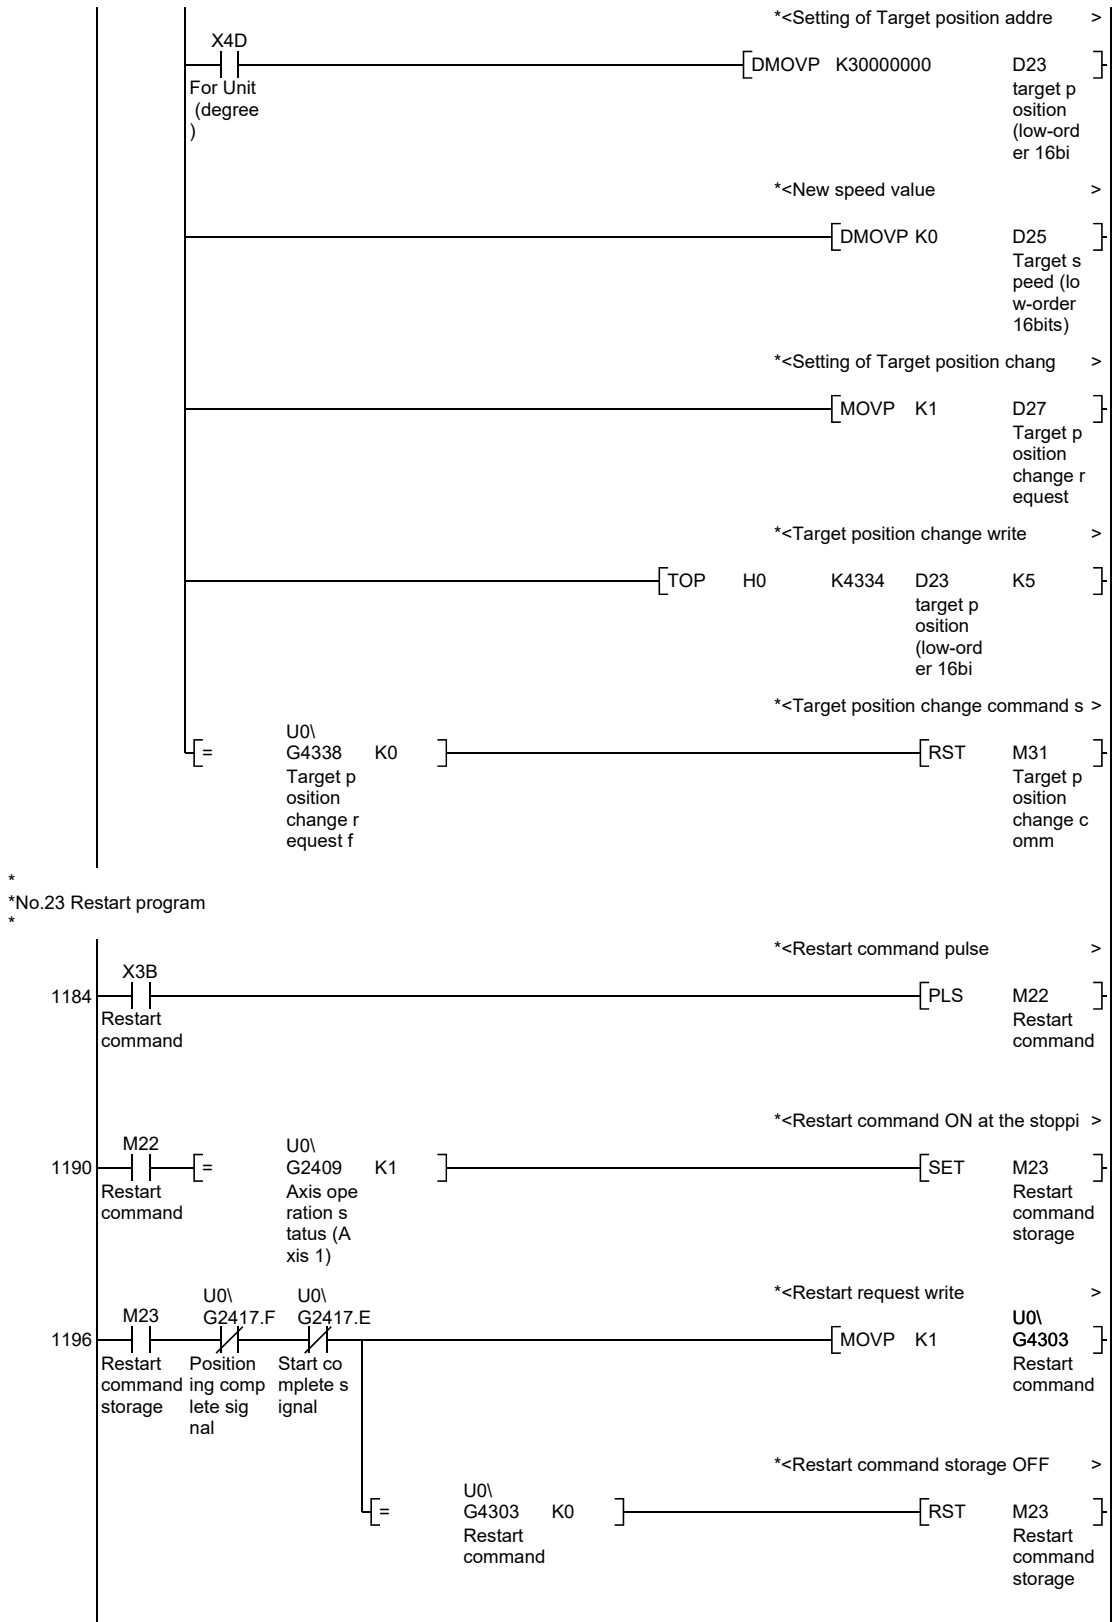 *<Setting of Target position addre >
X4D
DMOVP K30000000 D23
For Unit
(degree
)
target p
osition
(low-ord
er 16bi
*<New speed value >
DMOVP K0 D25
Target s
peed (lo
w-order
16bits)
*<Setting of Target position chang >
MOVP K1 D27
Target p
osition
change r
equest
*<Target position change write >
TOP H0 K4334 D23 K5
target p
osition
(low-ord
er 16bi
*<Target position change command s >
U0\
= G4338 K0 RST M31
Target p
osition
change r
equest f
Target p
osition
change c
omm
*
*No.23 Restart program
*
*<Restart command pulse >
X3B
1184 PLS M22
Restart
command
Restart
command
*<Restart command ON at the stoppi >
M22 U0\
1190 = G2409 K1 SET M23
Restart
command
Axis ope
ration s
tatus (A
xis 1)
Restart
command
storage
*<Restart request write >
M23 U0\ G2417.F U0\ G2417.E U0\
1196 MOVP K1 G4303
Restart
command
storage
Position
ing comp
lete sig
nal
Start co
mplete s
ignal
Restart
command
*<Restart command storage OFF >
U0\
= G4303 K0 RST M23
Restart
command
Restart
command
storage